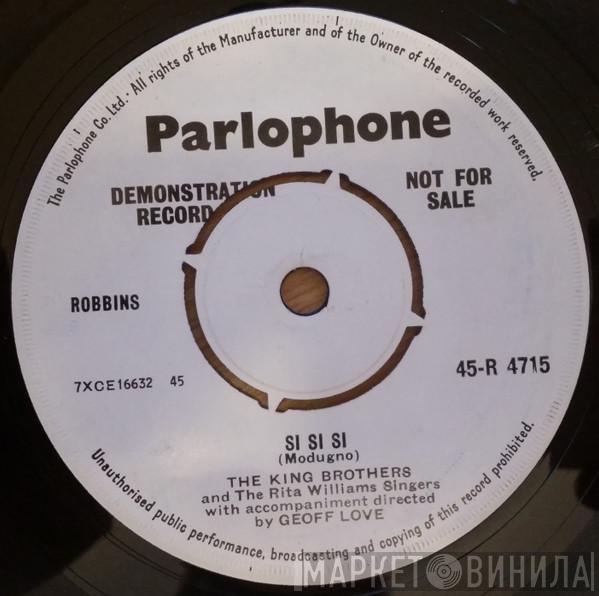 The Parlophone Co. Ltd.· All rights of the Manufacturer and of the Owner of the recorded work reserved.
Parlophone
DEMONSTRATION
RECORD
NOT FOR
SALE
ROBBINS
7XCE16632 45
45-R 4715
SI SI SI
(Modugno)
THE KING BROTHERS
and The Rita Williams Singers
with accompaniment directed
by GEOFF LOVE
Unauthorised public performance, broadcasting and copying of this record prohibited.
МАРКЕТ ВИНИЛА